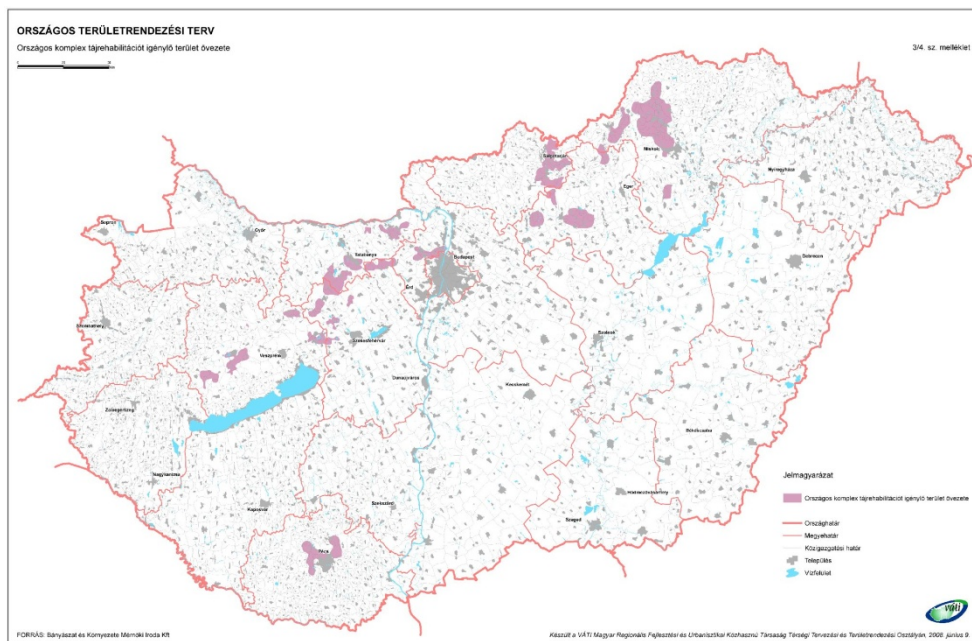 ORSZÁGOS TERÜLETRENDEZÉSI TERV
Országos komplex tájrehabilitációt igénylő terület övezete
3/4. sz. melléklet
Salgótarján
Miskolc
Eger
Nyíregyháza
Sopron
Győr
Tatabánya
Budapest
Érd
Debrecen
Szombathely
Székesfehérvár
Szolnok
Veszprém
Dunaújváros
Kecskemét
Zalaegerszeg
Békéscsaba
Nagykanizsa
Kaposvár
Szekszárd
Hódmezővásárhely
Szeged
Pécs
Jelmagyarázat
Országos komplex tájrehabilitációt igénylő terület övezete
Országhatár
Megyehatár
Közigazgatási határ
Település
Vízfelület
váti
FORRÁS: Bányászat és Környezete Mérnöki Iroda Kft
Készült a VÁTI Magyar Regionális Fejlesztési és Urbanisztikai Közhasznú Társaság Térségi Tervezési és Területrendezési Osztályán, 2008. június